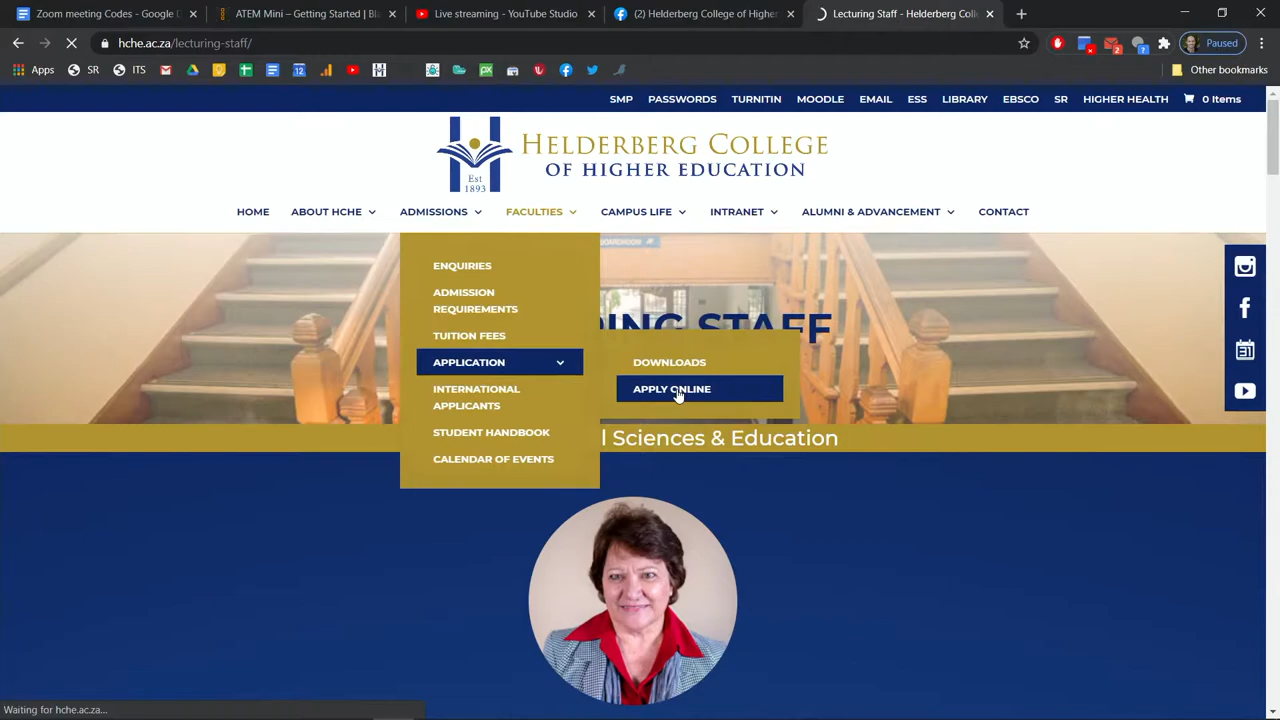 Zoom meeting Codes - Google
ATEM Mini – Getting Started | Bl
Live streaming - YouTube Studio
(2) Helderberg College of Higher
Lecturing Staff - Helderberg Coll
hche.ac.za/lecturing-staff/
Paused
Apps
SR
ITS
Other bookmarks
SMP PASSWORDS TURNITIN MOODLE EMAIL ESS LIBRARY EBSCO SR HIGHER HEALTH 0 Items
HELDERBERG COLLEGE
OF HIGHER EDUCATION
Est
1893
HOME ABOUT HCHE ADMISSIONS FACULTIES CAMPUS LIFE INTRANET ALUMNI & ADVANCEMENT CONTACT
ENQUIRIES
ADMISSION
REQUIREMENTS
TUITION FEES
APPLICATION
INTERNATIONAL
APPLICANTS
STUDENT HANDBOOK
CALENDAR OF EVENTS
DOWNLOADS
APPLY ONLINE
STAFF
Sciences & Education
Waiting for hche.ac.za...